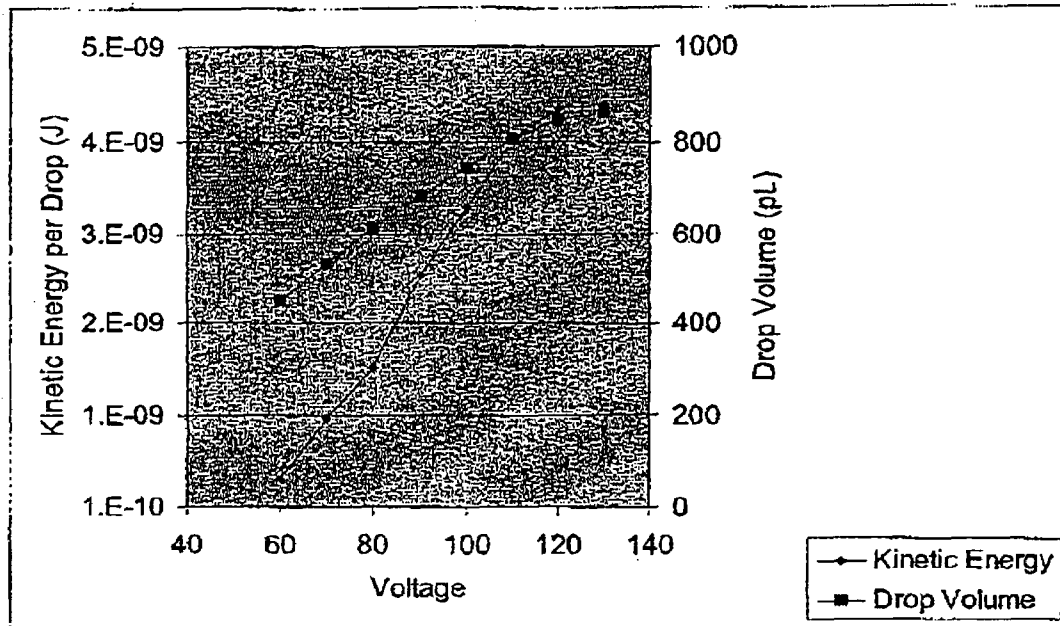 Kinetic Energy per Drop (J)
5.E-09
4.E-09
3.E-09
2.E-09
1.E-09
1.E-10
1000
800
600
400
200
0
Drop Volume (pL)
40
60
80
100
120
140
Voltage
Kinetic Energy
Drop Volume